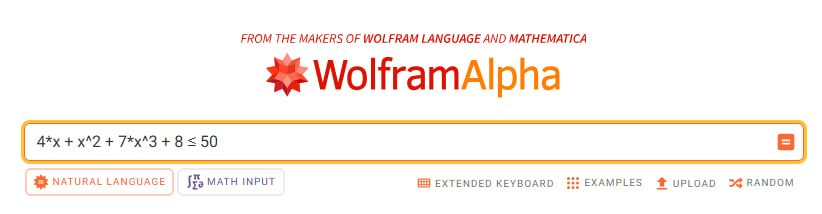 FROM THE MAKERS OF WOLFRAM LANGUAGE AND MATHEMATICA
WolframAlpha
4*x + x^2 + 7*x^3 + 8 ≤ 50
=
NATURAL LANGUAGE
∫π Σ∂ MATH INPUT
EXTENDED KEYBOARD
EXAMPLES
UPLOAD
RANDOM